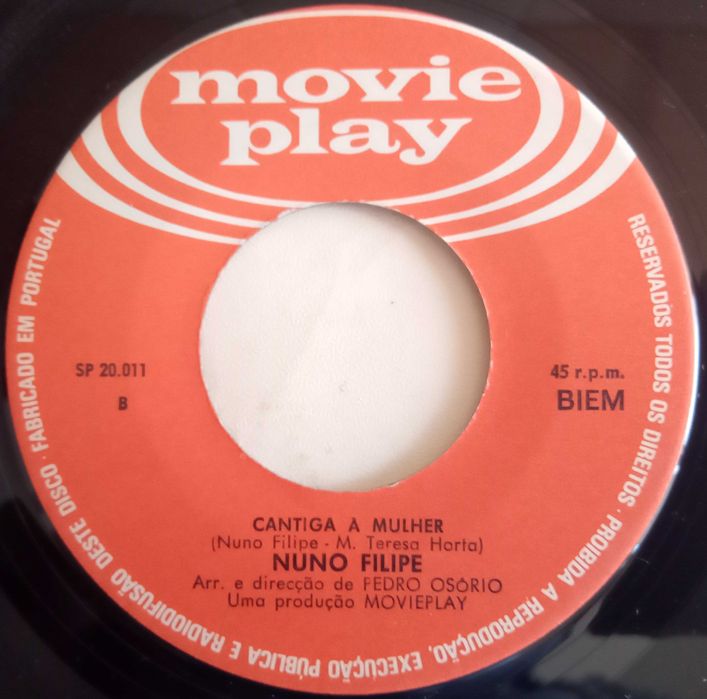 movie
play
SP 20.011
B
45 r.p.m.
BIEM
CANTIGA À MULHER
(Nuno Filipe - M. Teresa Horta)
NUNO FILIPE
Arr. e direcção de PEDRO OSÓRIO
Uma produção MOVIEPLAY
RESERVADOS TODOS OS DIREITOS · PROIBIDA A REPRODUÇÃO, EXECUÇÃO PÚBLICA E RADIODIFUSÃO DESTE DISCO · FABRICADO EM PORTUGAL